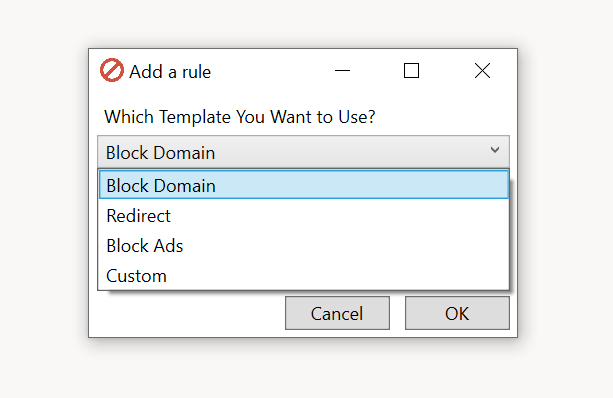 Add a rule
Which Template You Want to Use?
Block Domain
Block Domain
Redirect
Block Ads
Custom
Cancel OK